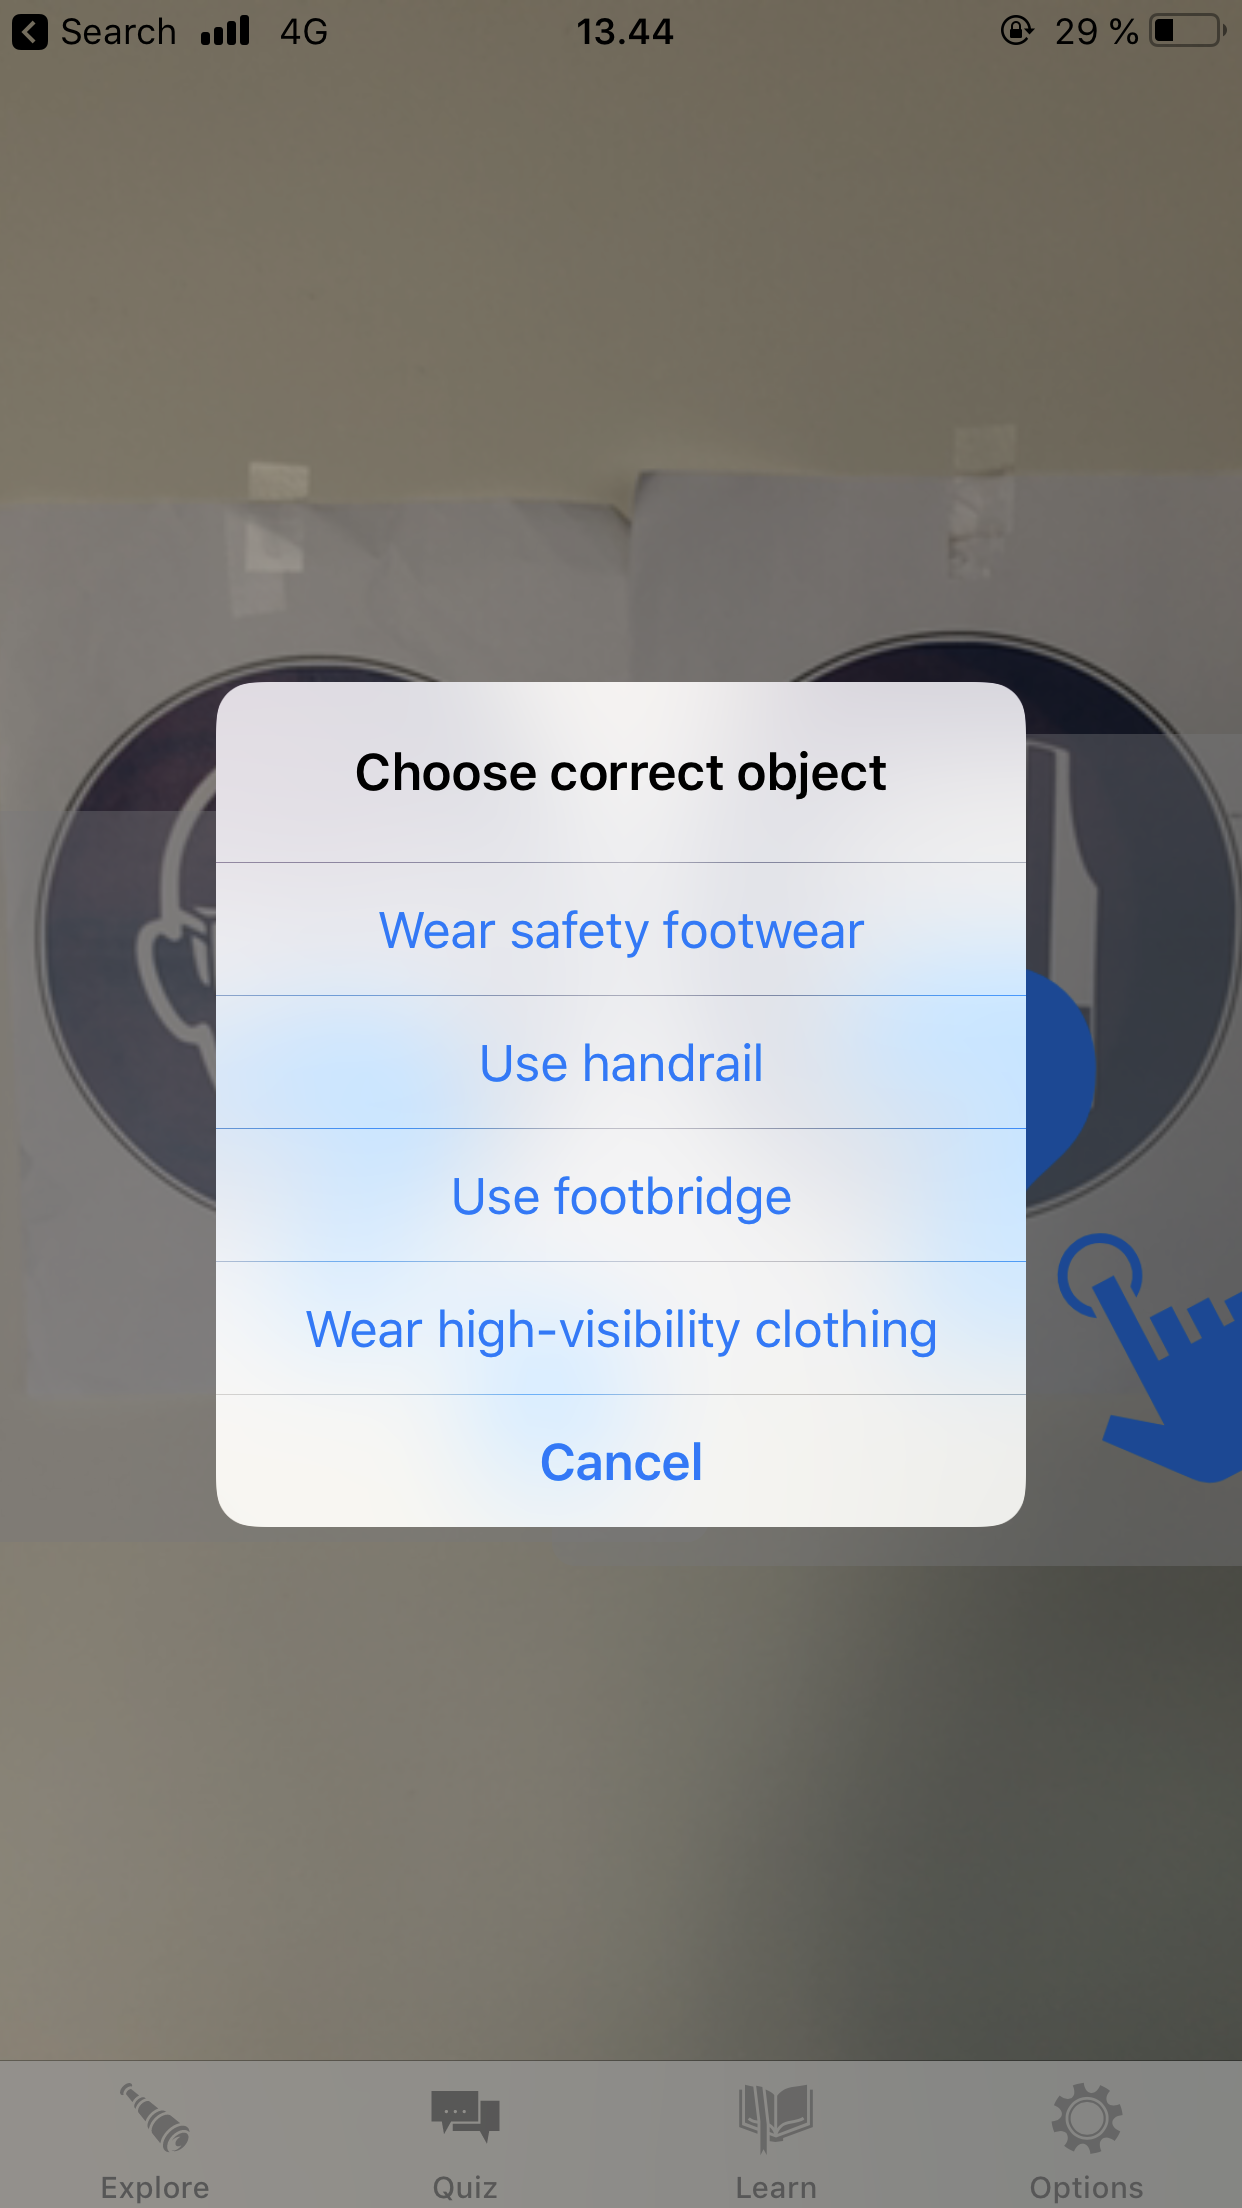 Search 4G 13.44 29 %
Choose correct object
Wear safety footwear
Use handrail
Use footbridge
Wear high-visibility clothing
Cancel
Explore Quiz Learn Options